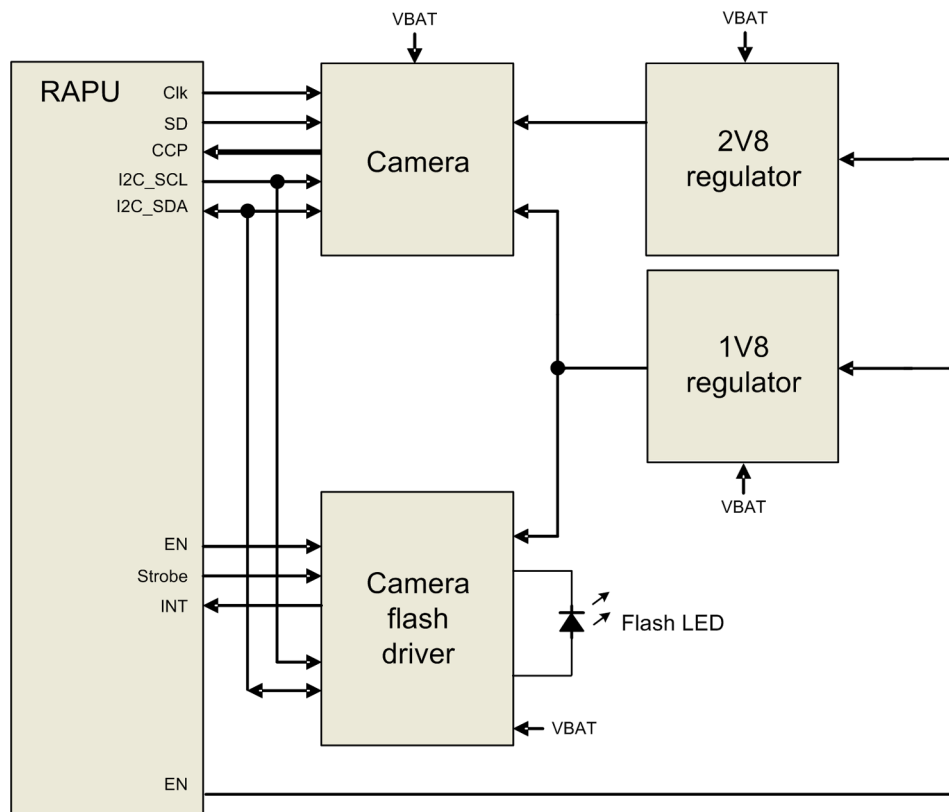 VBAT
VBAT
RAPU
Clk
SD
CCP
I2C_SCL
I2C_SDA
Camera
2V8
regulator
1V8
regulator
VBAT
EN
Strobe
INT
Camera
flash
driver
Flash LED
VBAT
EN